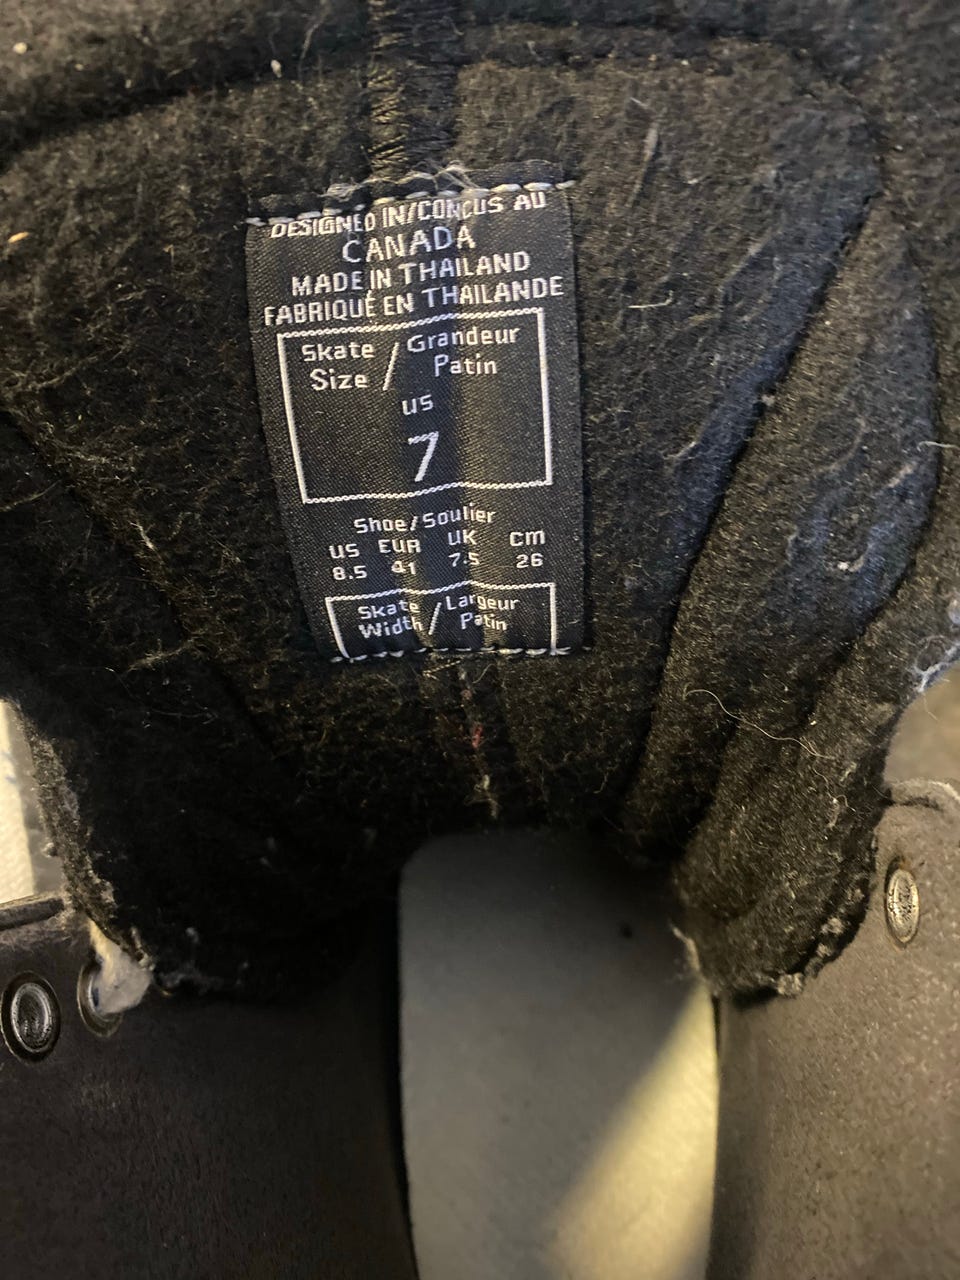 DESIGNED IN/CONCUS AU
CANADA
MADE IN THAILAND
FABRIQUÉ EN THAILANDE
Skate Size / Grandeur Patin
US
7
Shoe/Soulier
US EUR UK cm
8.5 41 7.5 26
Skate Width / Largeur Patin